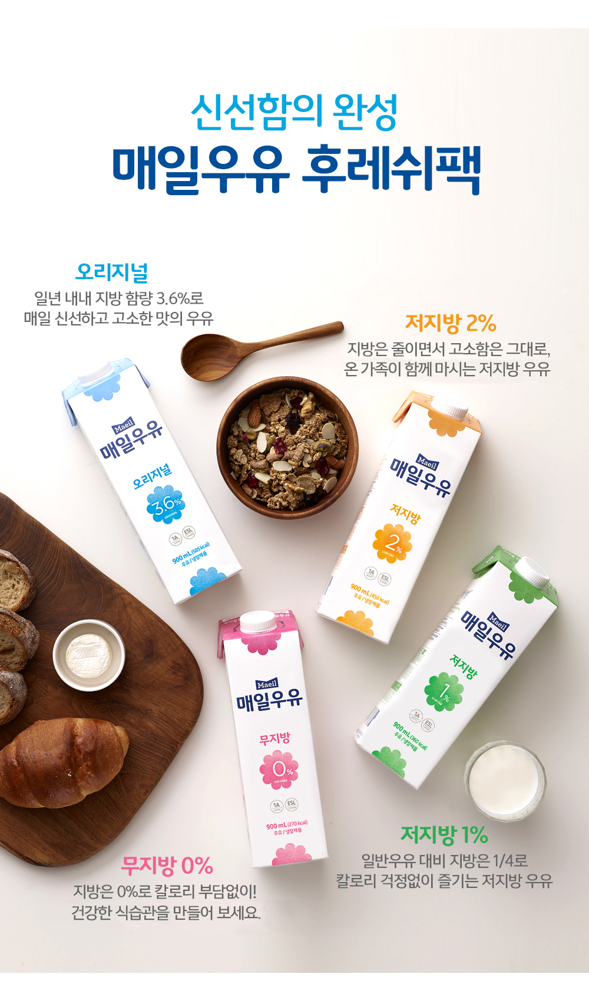 신선함의 완성
매일우유 후레쉬팩
오리지널
일년 내내 지방 함량 3.6%로
매일 신선하고 고소한 맛의 우유
저지방 2%
지방은 줄이면서 고소함은 그대로,
온 가족이 함께 마시는 저지방 우유
Maeil
매일우유
오리지널
3.6%
ORIGINAL
1A
ESL
900 mL (585 kcal)
우유 / 냉장제품
Maeil
매일우유
저지방
2%
LOW FAT
1A
ESL
900 mL (450 kcal)
우유 / 냉장제품
Maeil
매일우유
저지방
1%
LOW FAT
1A
ESL
900 mL (360 kcal)
우유 / 냉장제품
매일우유
Maeil
매일우유
무지방
0%
FAT-FREE
1A
ESL
900 mL (270 kcal)
우유 / 냉장제품
저지방 1%
일반우유 대비 지방은 1/4로
칼로리 걱정없이 즐기는 저지방 우유
무지방 0%
지방은 0%로 칼로리 부담없이!
건강한 식습관을 만들어 보세요.